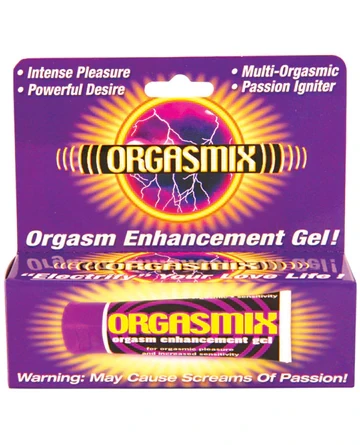 • Intense Pleasure
• Powerful Desire
• Multi-Orgasmic
• Passion Igniter
ORGASMIX
Orgasm Enhancement Gel!
"Electrify" Your Love Life!
sensitivity
ORGASMIX
orgasm enhancement gel
for orgasmic pleasure
and increased sensitivity
Warning: May Cause Screams Of Passion!